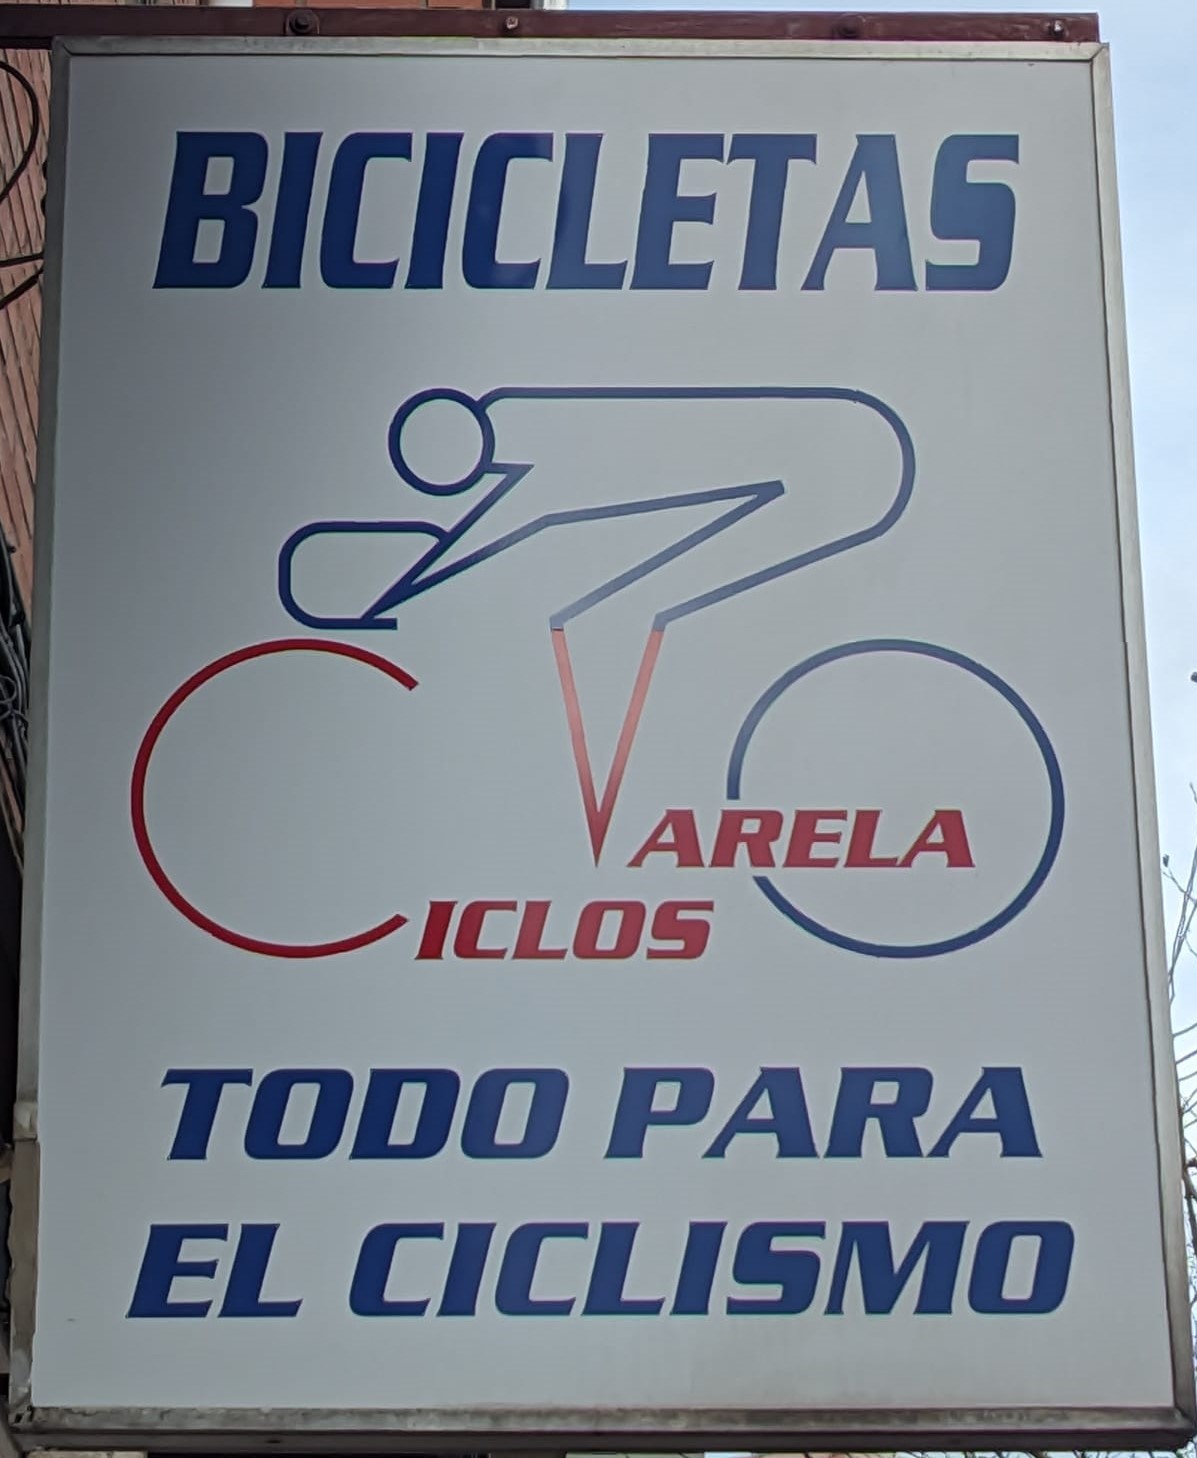 BICICLETAS
CICLOS
VARELA
TODO PARA
EL CICLISMO